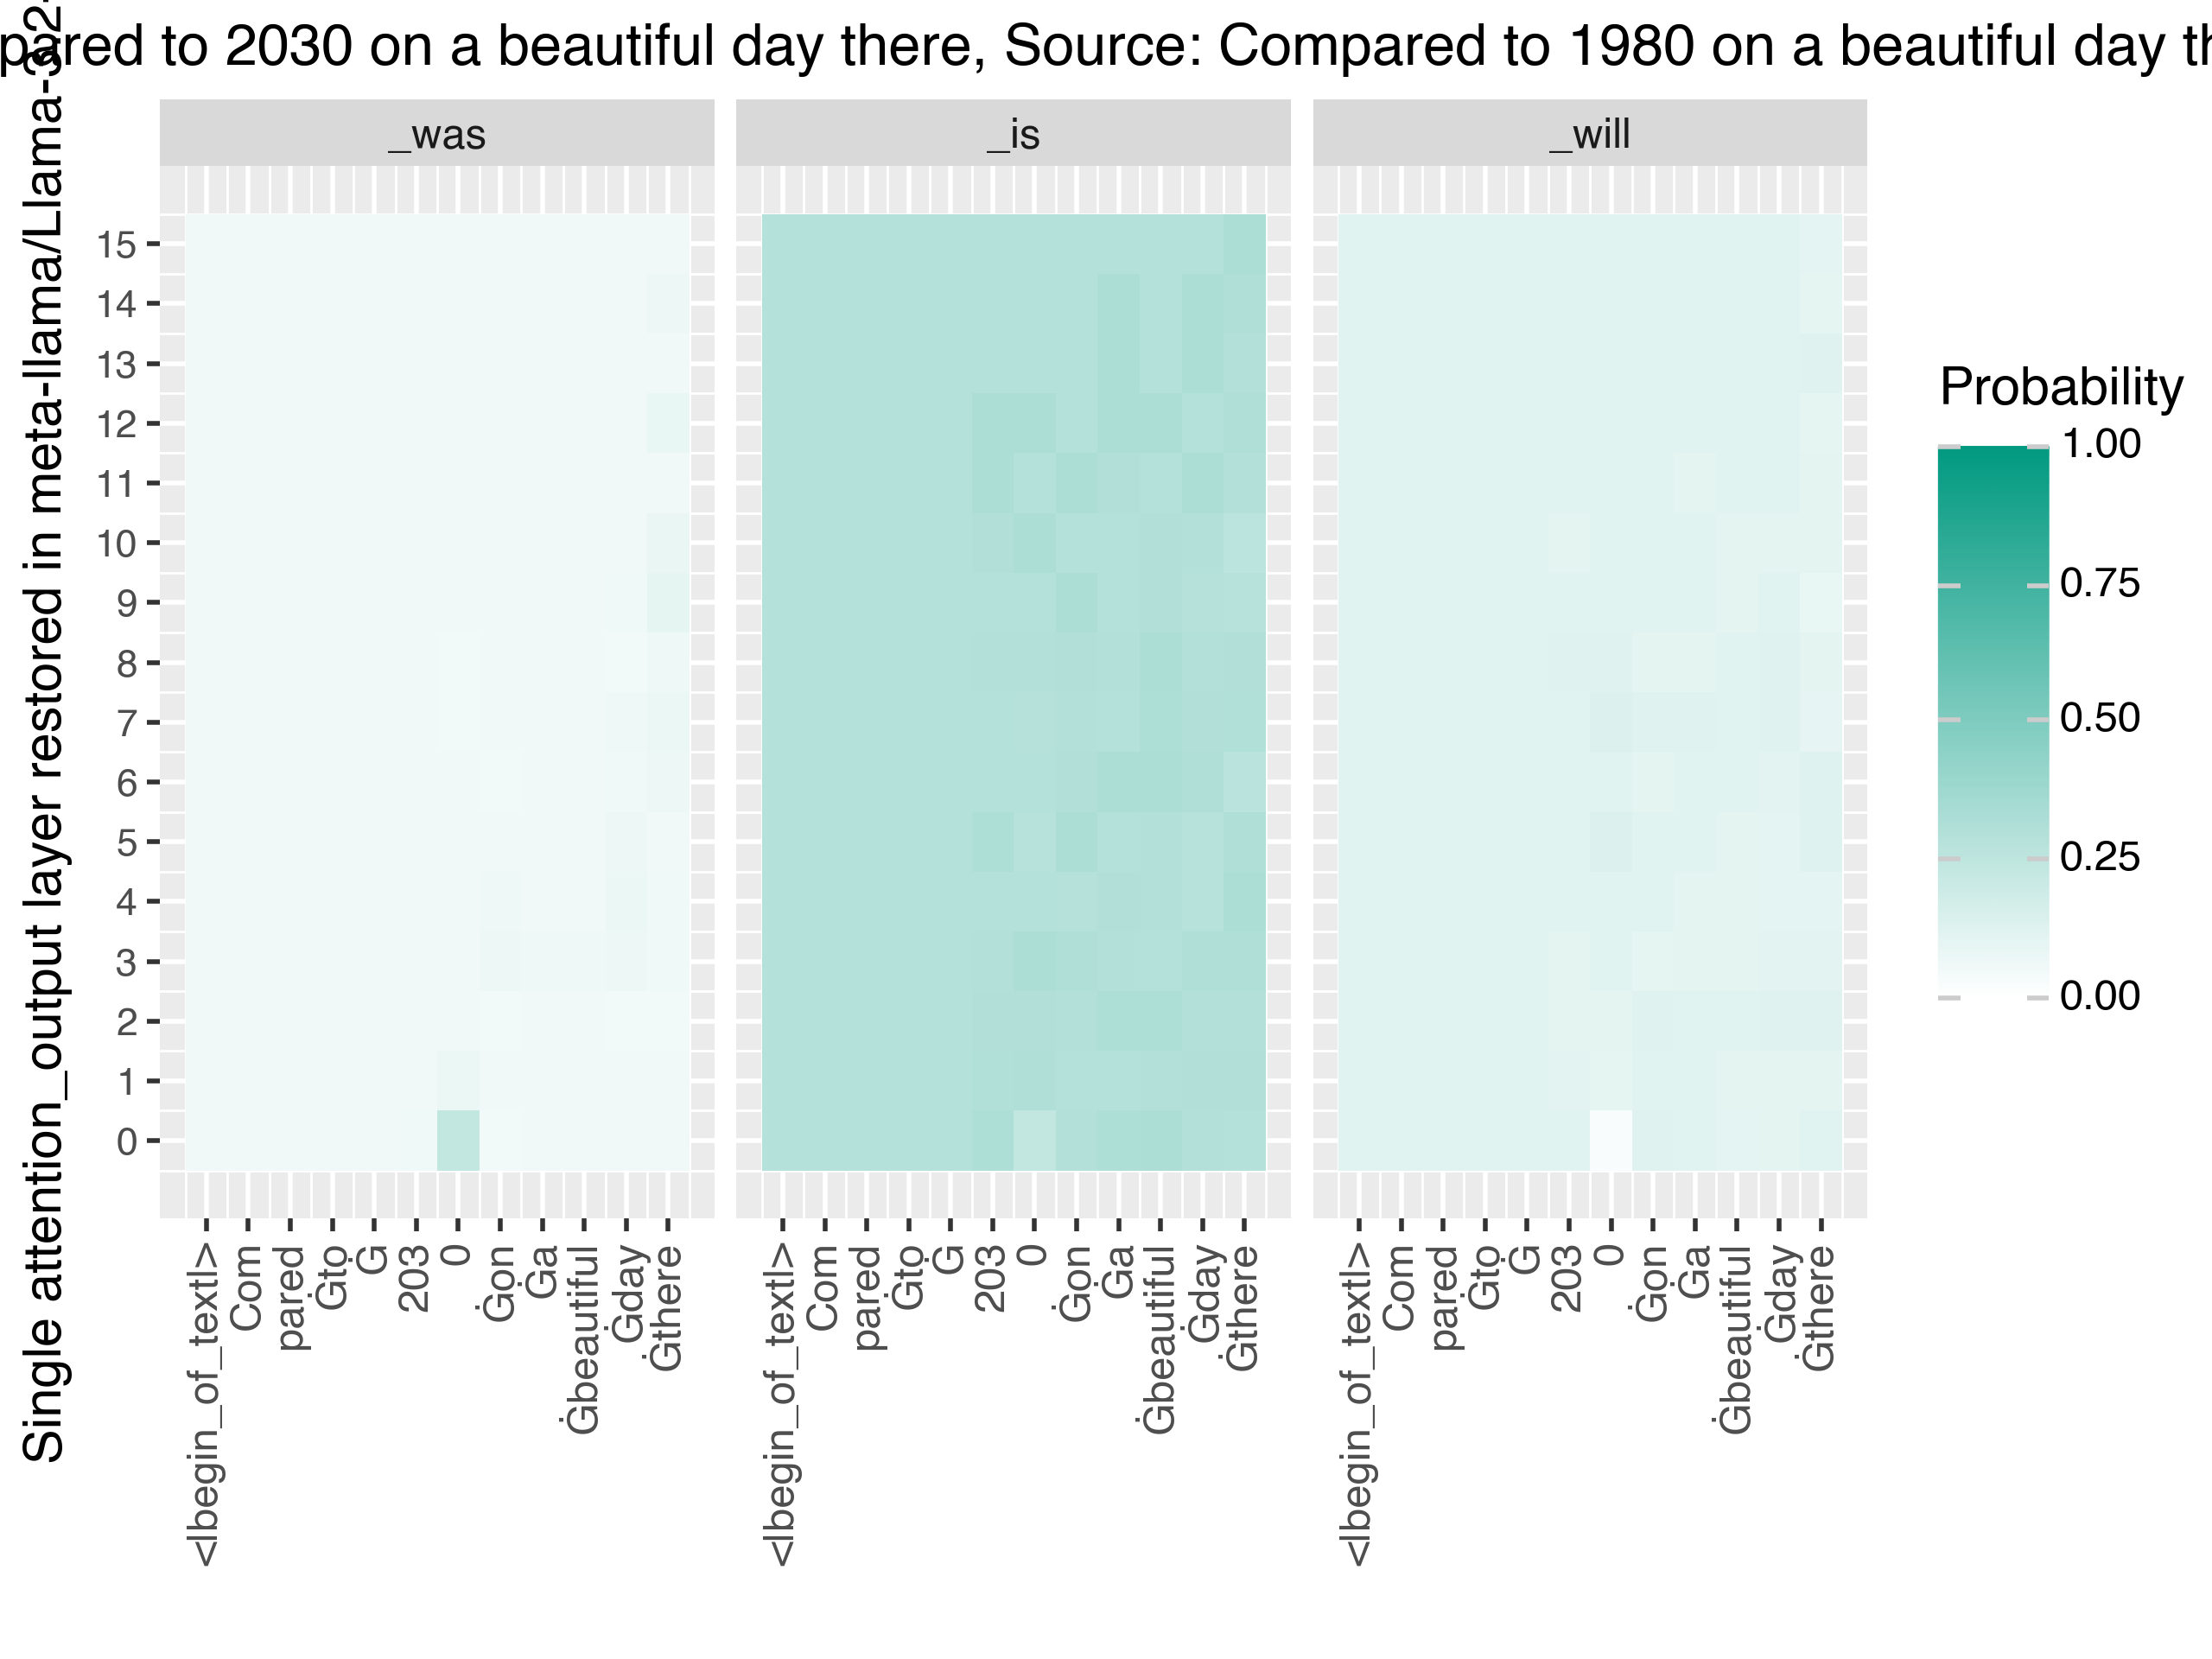 pared to 2030 on a beautiful day there, Source: Compared to 1980 on a beautiful day th
Single attention_output layer restored in meta-llama/Llama-3.2-
_was
_is
_will
15
14
13
12
11
10
9
8
7
6
5
4
3
2
1
0
<|begin_of_text|>
Com
pared
Ġto
Ġ
203
0
Ġon
Ġa
Ġbeautiful
Ġday
Ġthere
<|begin_of_text|>
Com
pared
Ġto
Ġ
203
0
Ġon
Ġa
Ġbeautiful
Ġday
Ġthere
<|begin_of_text|>
Com
pared
Ġto
Ġ
203
0
Ġon
Ġa
Ġbeautiful
Ġday
Ġthere
Probability
1.00
0.75
0.50
0.25
0.00